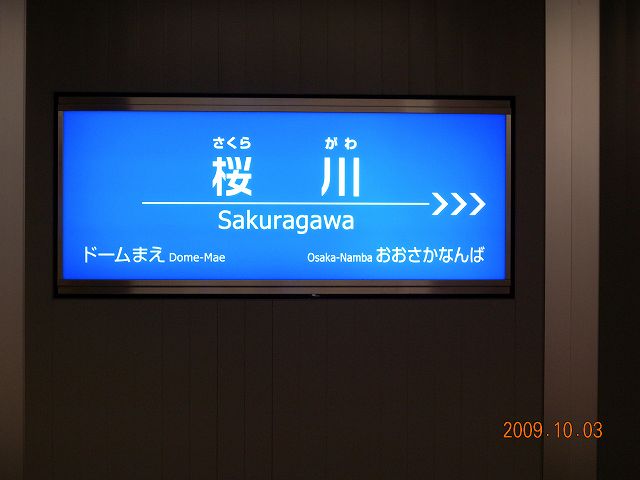 さくら がわ
桜 川
Sakuragawa
ドームまえ Dome-Mae Osaka-Namba おおさかなんば
2009.10.03